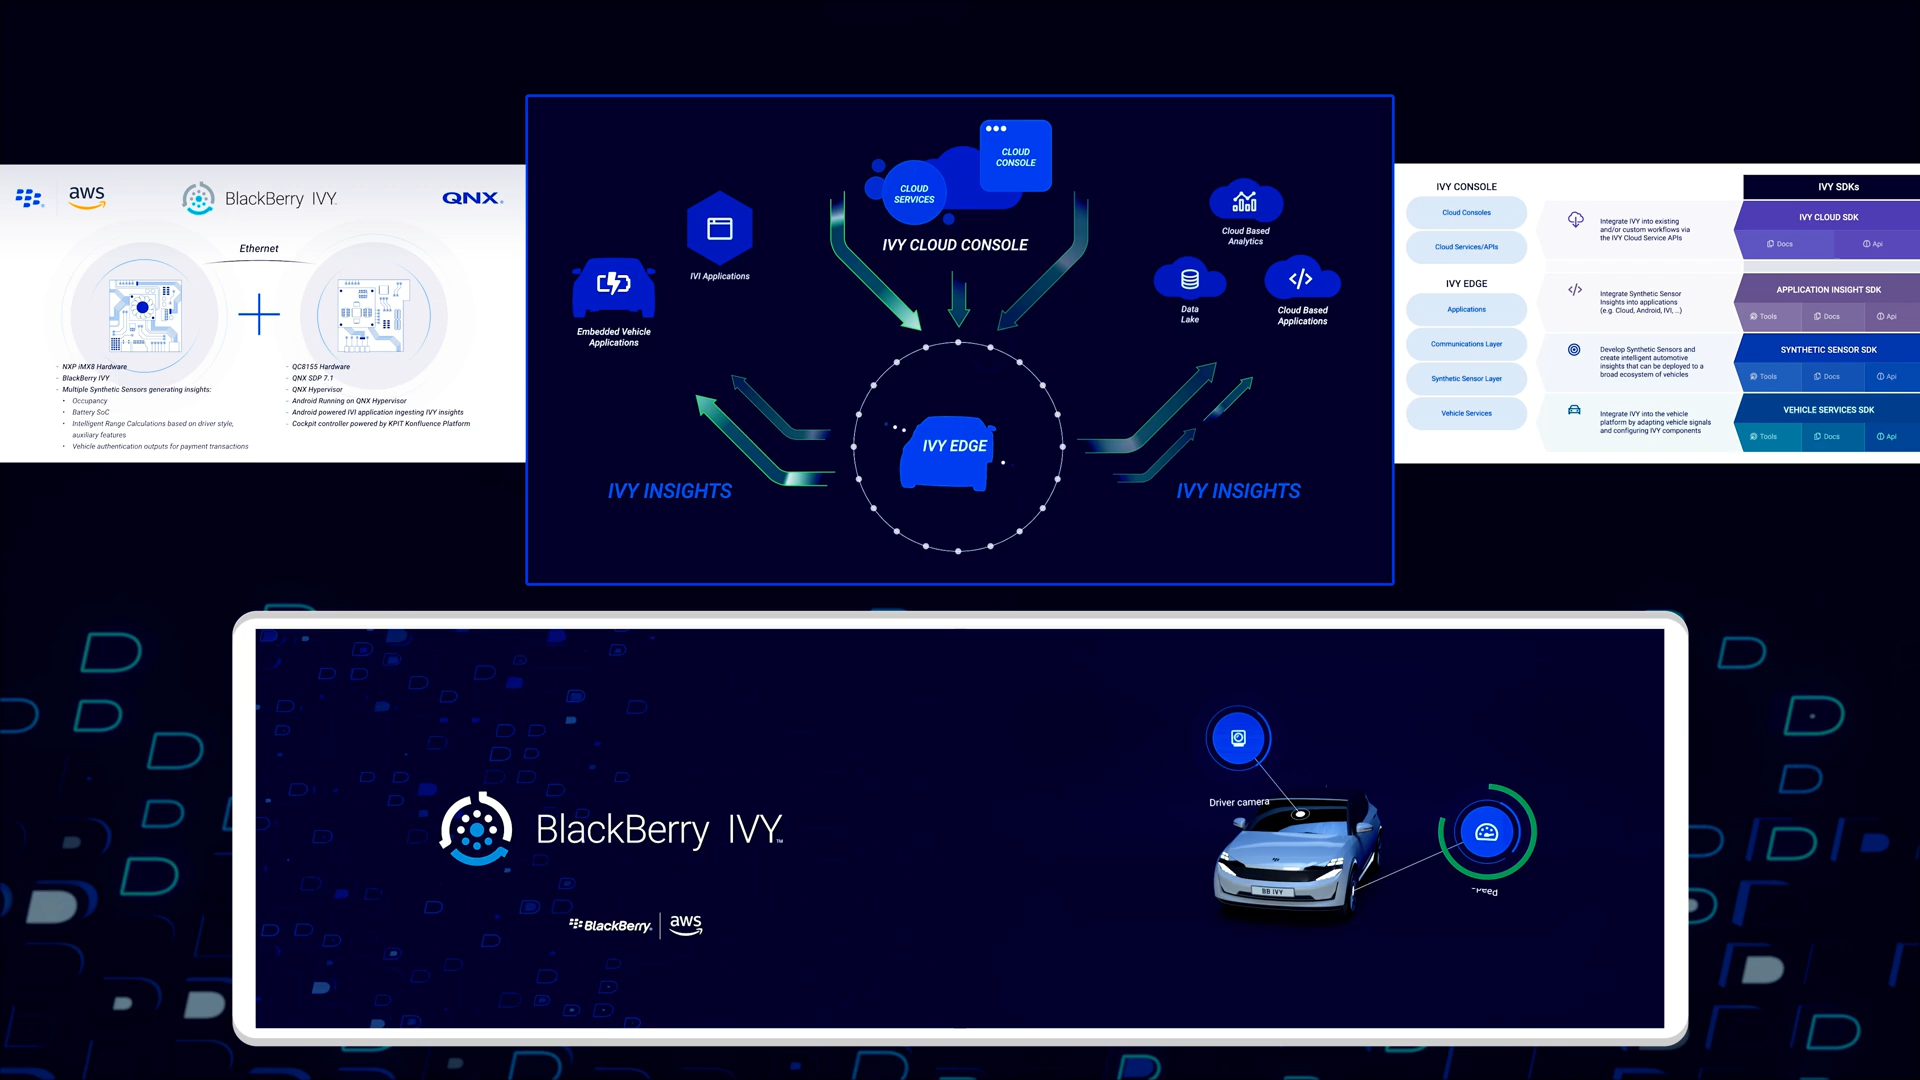 aws
BlackBerry IVY™
QNX®
Ethernet
- NXP iMX8 Hardware
- BlackBerry IVY
- Multiple Synthetic Sensors generating insights:
• Occupancy
• Battery SoC
• Intelligent Range Calculations based on driver style,
auxiliary features
• Vehicle authentication outputs for payment transactions
- QC8155 Hardware
- QNX SDP 7.1
- QNX Hypervisor
- Android Running on QNX Hypervisor
- Android powered IVI application ingesting IVY insights
- Cockpit controller powered by KPIT Konfluence Platform
CLOUD
CONSOLE
CLOUD
SERVICES
IVY CLOUD CONSOLE
IVI Applications
Embedded Vehicle
Applications
Cloud Based
Analytics
Data
Lake
Cloud Based
Applications
IVY EDGE
IVY INSIGHTS
IVY INSIGHTS
IVY CONSOLE
Cloud Consoles
Cloud Services/APIs
IVY EDGE
Applications
Communications Layer
Synthetic Sensor Layer
Vehicle Services
Integrate IVY into existing
and/or custom workflows via
the IVY Cloud Service APIs
Integrate Synthetic Sensor
Insights into applications
(e.g. Cloud, Android, IVI, ...)
Develop Synthetic Sensors and
create intelligent automotive
insights that can be deployed to a
broad ecosystem of vehicles
Integrate IVY into the vehicle
platform by adapting vehicle signals
and configuring IVY components
IVY SDKs
IVY CLOUD SDK
Docs
Api
APPLICATION INSIGHT SDK
Tools
Docs
Api
SYNTHETIC SENSOR SDK
Tools
Docs
Api
VEHICLE SERVICES SDK
Tools
Docs
Api
BlackBerry IVY™
BlackBerry®
aws
Driver camera
BB IVY